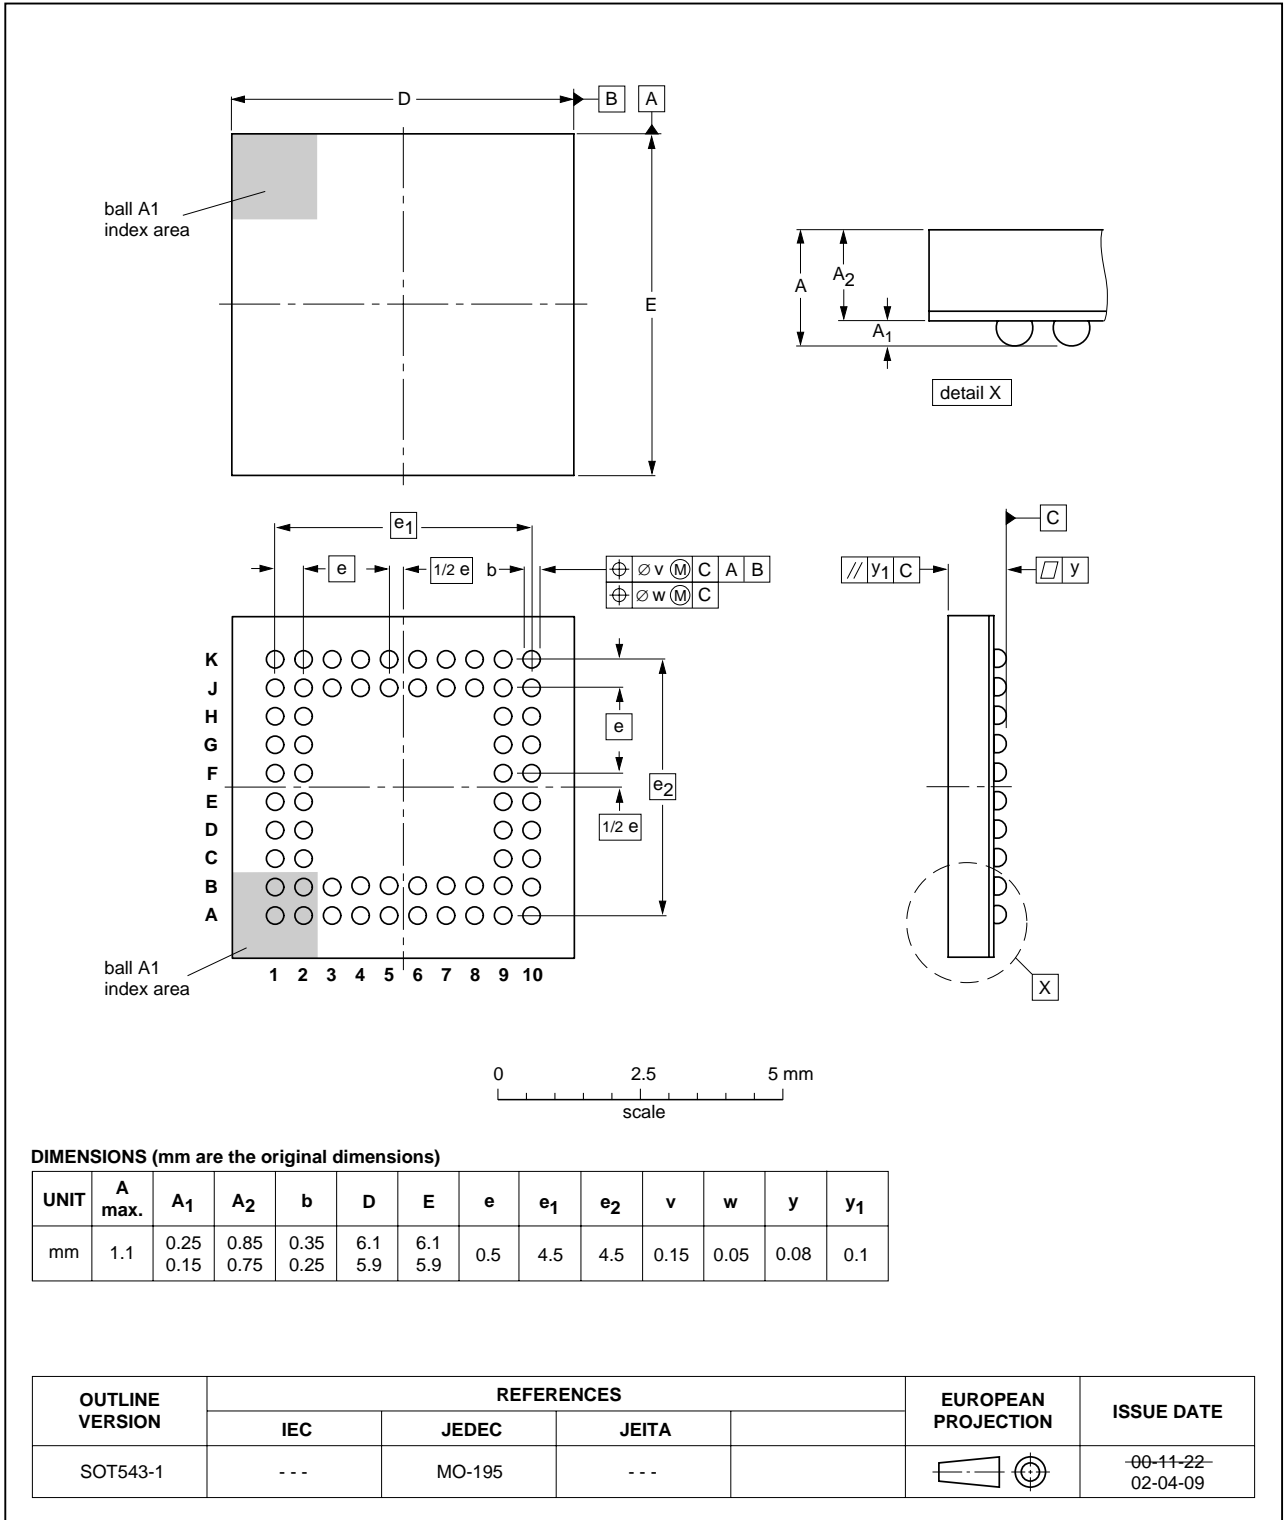 D
B
A
ball A1
index area
E
A
A2
A1
detail X
e1
e
1/2 e
b
⌀ v Ⓜ C A B
⌀ w Ⓜ C
C
// y1 C
y
K
J
H
G
F
E
D
C
B
A
e
e2
1/2 e
ball A1
index area
1 2 3 4 5 6 7 8 9 10
X
0 2.5 5 mm
scale
DIMENSIONS (mm are the original dimensions)
UNIT A max. A1 A2 b D E e e1 e2 v w y y1
mm 1.1 0.25 0.15 0.85 0.75 0.35 0.25 6.1 5.9 6.1 5.9 0.5 4.5 4.5 0.15 0.05 0.08 0.1
OUTLINE VERSION REFERENCES EUROPEAN PROJECTION ISSUE DATE
IEC JEDEC JEITA
SOT543-1 - - - MO-195 - - - 00-11-22
02-04-09